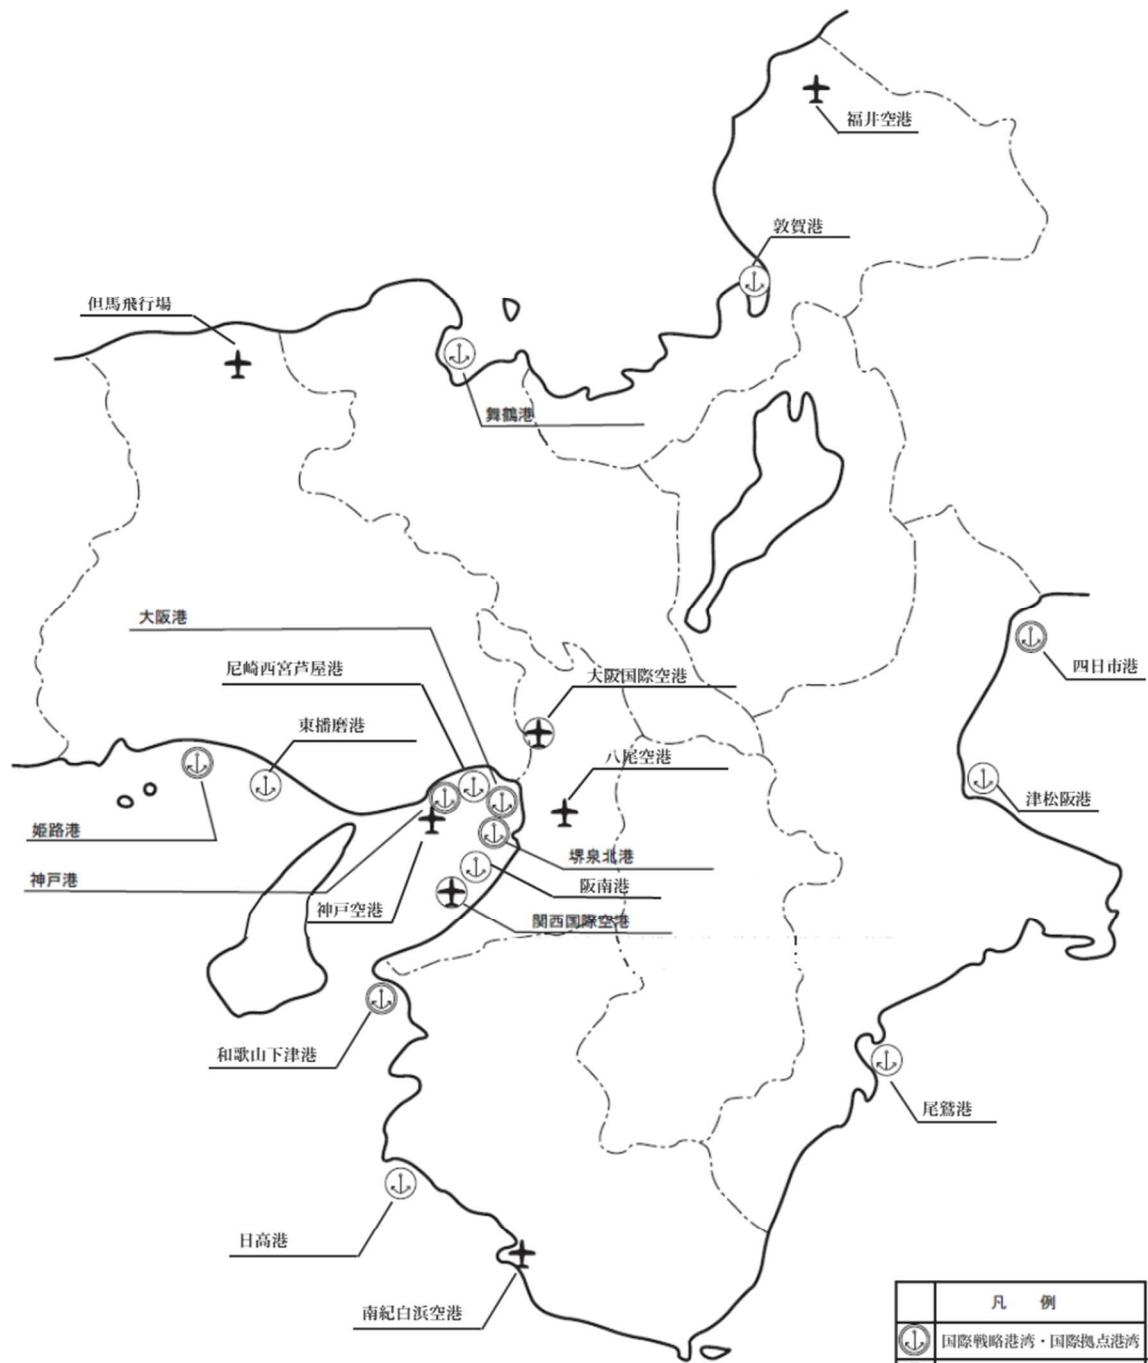 福井空港
敦賀港
但馬飛行場
舞鶴港
大阪港
尼崎西宮芦屋港
大阪国際空港
四日市港
東播磨港
八尾空港
津松阪港
姫路港
堺泉北港
神戸港
阪南港
神戸空港
関西国際空港
和歌山下津港
尾鷲港
日高港
南紀白浜空港
凡 例
国際戦略港湾・国際拠点港湾